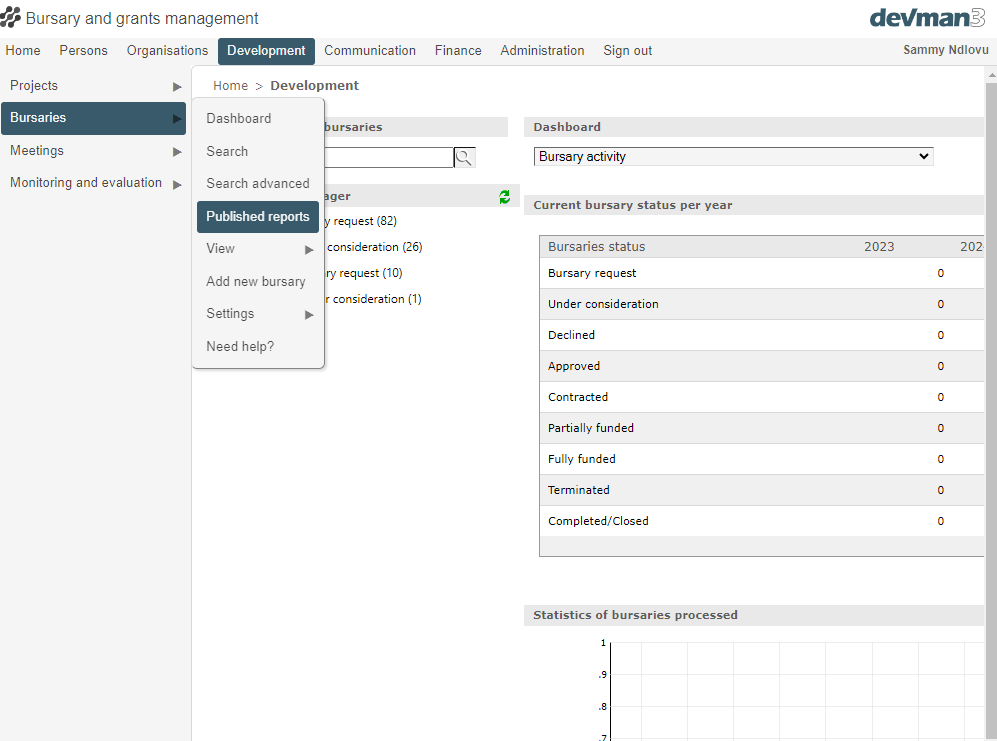 Bursary and grants management
devman3
Home Persons Organisations Development Communication Finance Administration Sign out
Sammy Ndlovu
Projects
Bursaries
Meetings
Monitoring and evaluation
Home > Development
Dashboard
Search
Search advanced
Published reports
View
Add new bursary
Settings
Need help?
bursaries
ager
y request (82)
consideration (26)
ry request (10)
r consideration (1)
Dashboard
Bursary activity
Current bursary status per year
Bursaries status 2023 202
Bursary request 0
Under consideration 0
Declined 0
Approved 0
Contracted 0
Partially funded 0
Fully funded 0
Terminated 0
Completed/Closed 0
Statistics of bursaries processed
1
.9
.8
.7